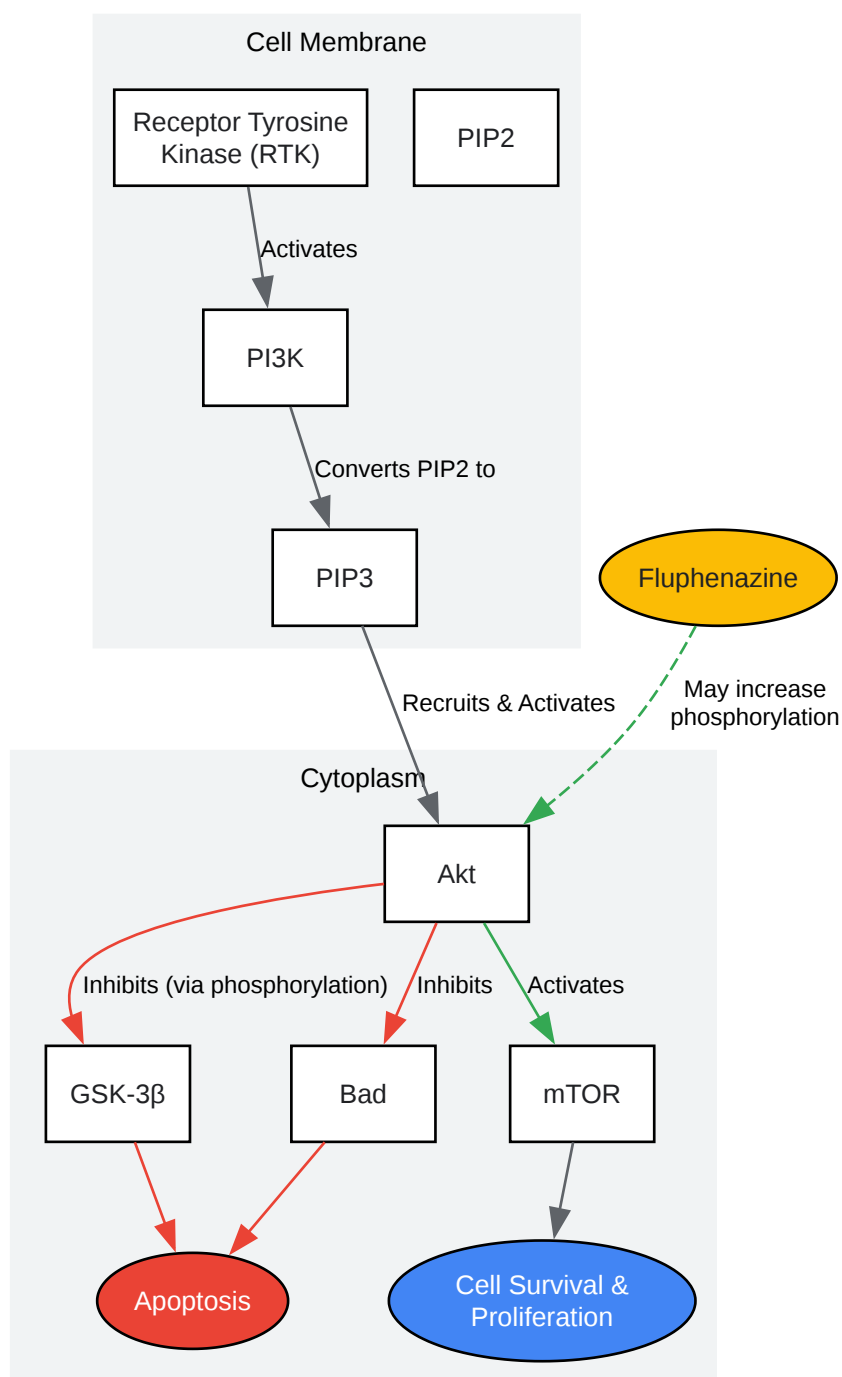 Cell Membrane
Receptor Tyrosine
Kinase (RTK)
PIP2
Activates
PI3K
Converts PIP2 to
PIP3
Fluphenazine
Recruits & Activates
May increase
phosphorylation
Cytoplasm
Akt
Inhibits (via phosphorylation)
Inhibits
Activates
GSK-3β
Bad
mTOR
Apoptosis
Cell Survival &
Proliferation